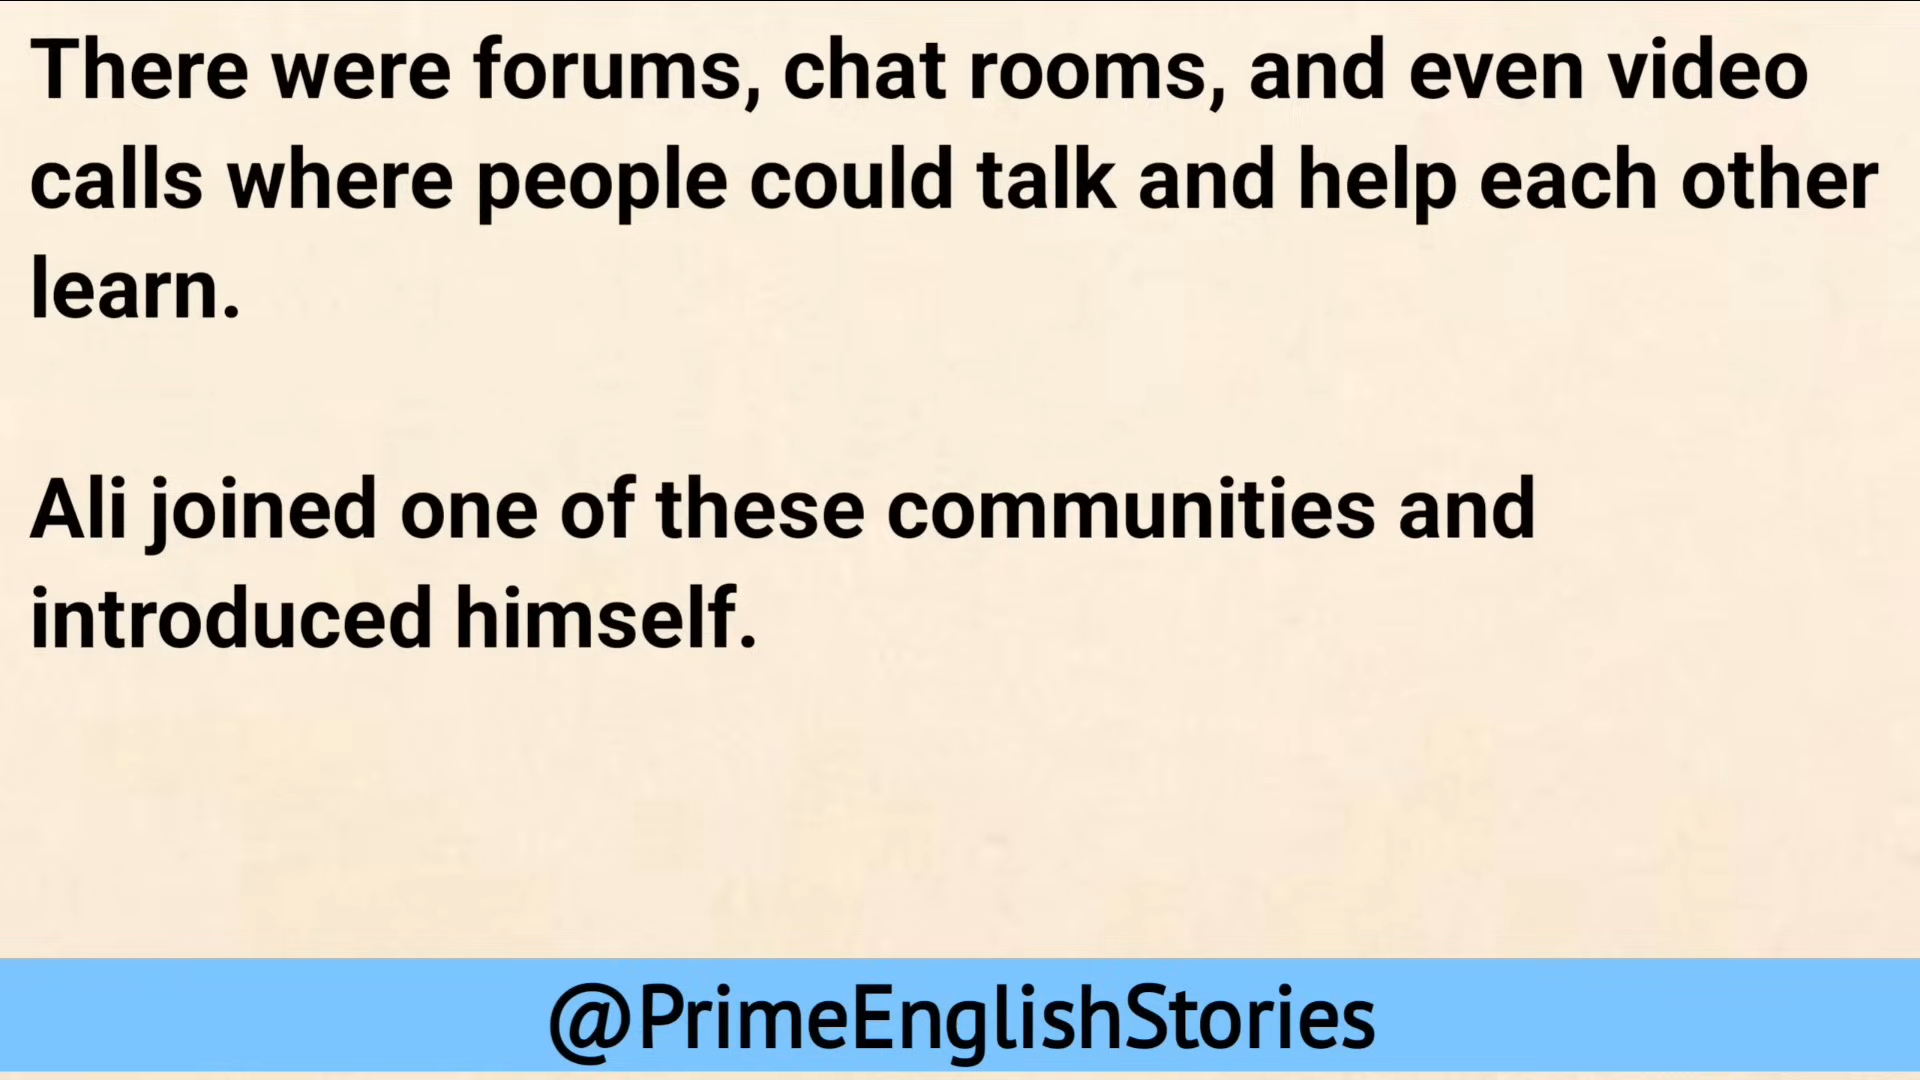 There were forums, chat rooms, and even video
calls where people could talk and help each other
learn.
Ali joined one of these communities and
introduced himself.
@PrimeEnglishStories